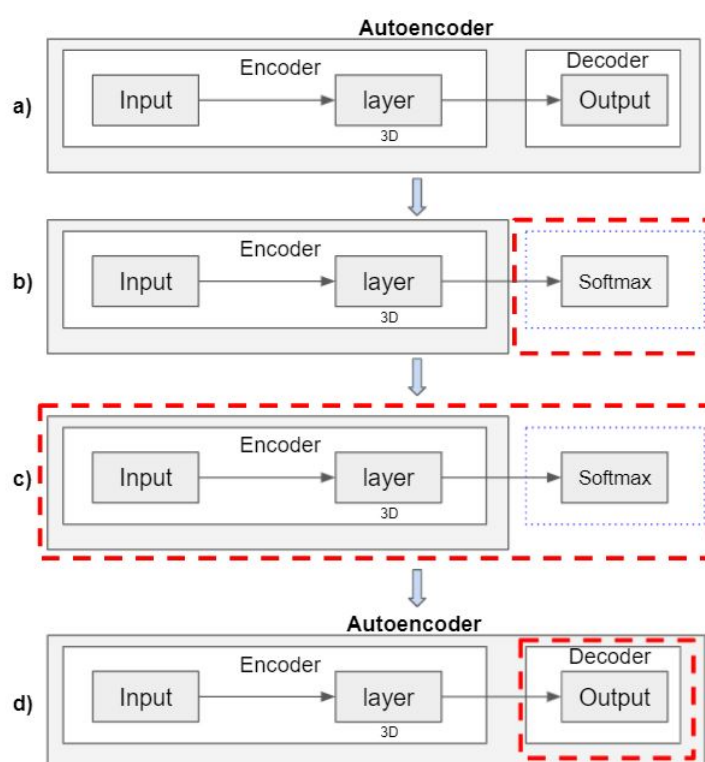 Autoencoder
a)
Encoder
Decoder
Input
layer
Output
3D
b)
Encoder
Input
layer
Softmax
3D
c)
Encoder
Input
layer
Softmax
3D
Autoencoder
d)
Encoder
Decoder
Input
layer
Output
3D